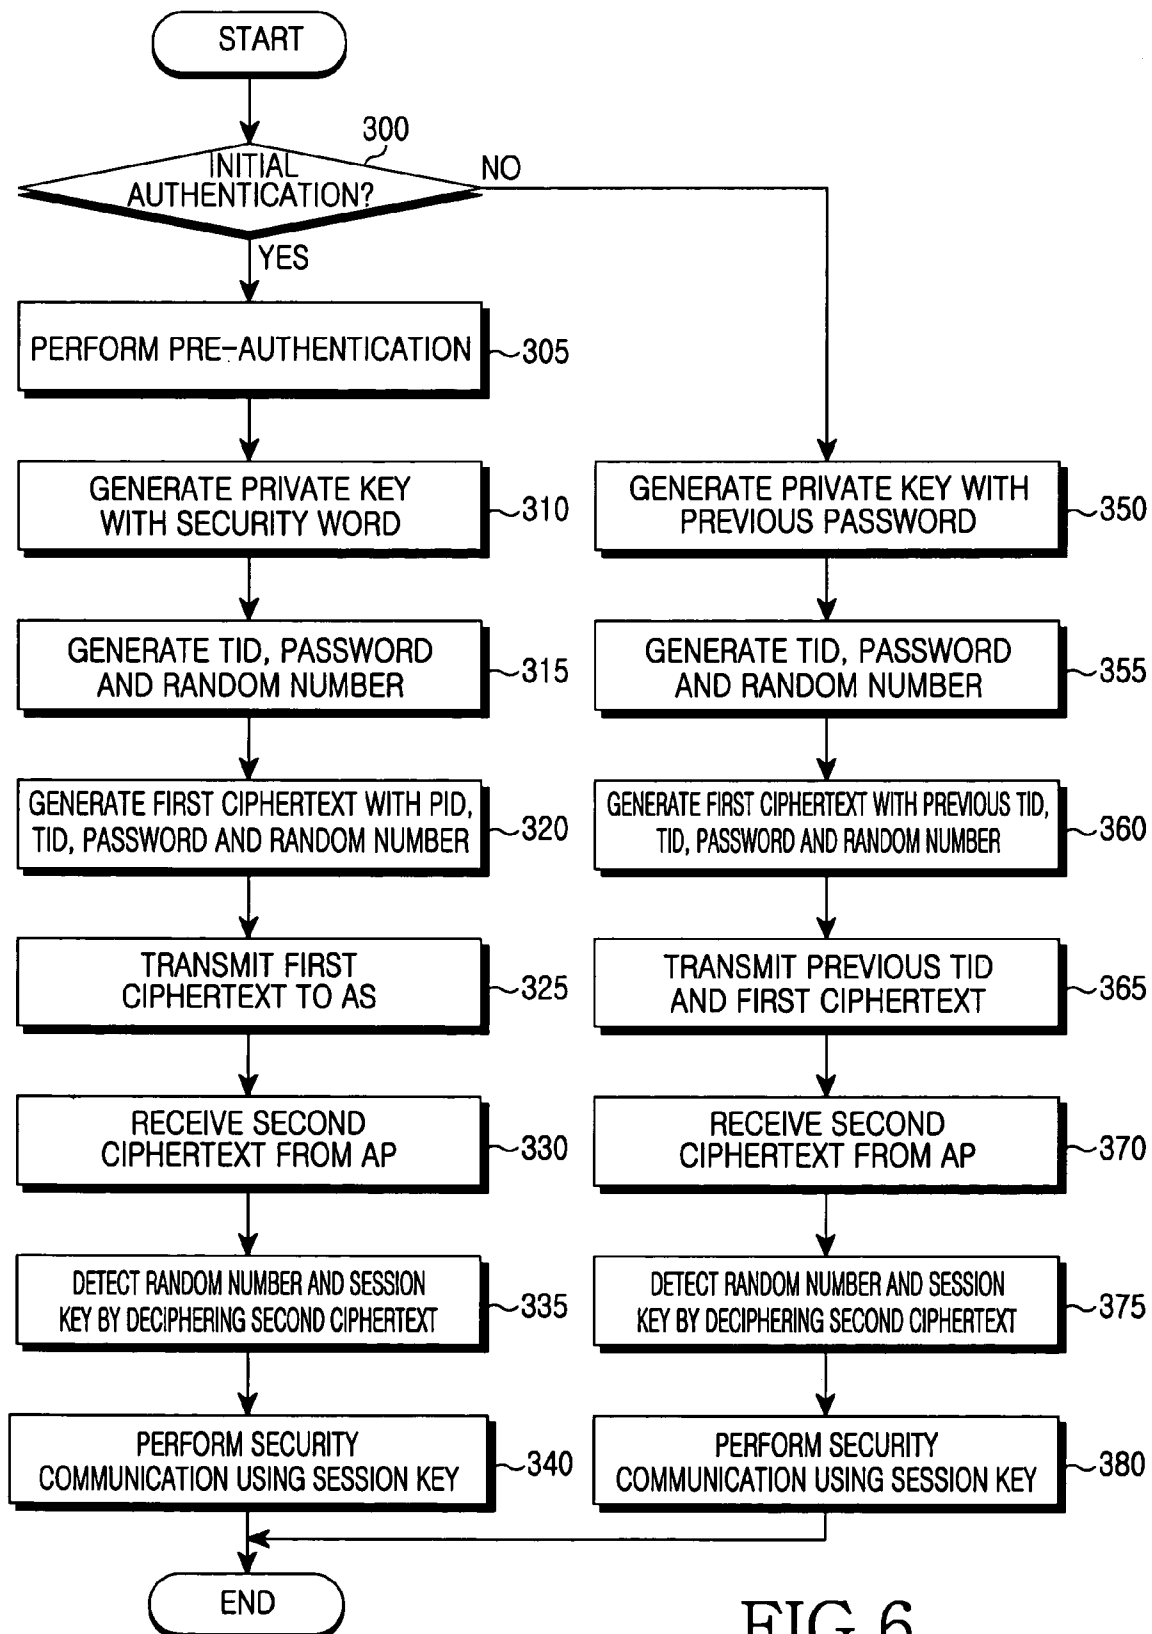 START
300
INITIAL
AUTHENTICATION?
NO
YES
PERFORM PRE-AUTHENTICATION
305
GENERATE PRIVATE KEY
WITH SECURITY WORD
310
GENERATE TID, PASSWORD
AND RANDOM NUMBER
315
GENERATE FIRST CIPHERTEXT WITH PID,
TID, PASSWORD AND RANDOM NUMBER
320
TRANSMIT FIRST
CIPHERTEXT TO AS
325
RECEIVE SECOND
CIPHERTEXT FROM AP
330
DETECT RANDOM NUMBER AND SESSION
KEY BY DECIPHERING SECOND CIPHERTEXT
335
PERFORM SECURITY
COMMUNICATION USING SESSION KEY
340
GENERATE PRIVATE KEY WITH
PREVIOUS PASSWORD
350
GENERATE TID, PASSWORD
AND RANDOM NUMBER
355
GENERATE FIRST CIPHERTEXT WITH PREVIOUS TID,
TID, PASSWORD AND RANDOM NUMBER
360
TRANSMIT PREVIOUS TID
AND FIRST CIPHERTEXT
365
RECEIVE SECOND
CIPHERTEXT FROM AP
370
DETECT RANDOM NUMBER AND SESSION
KEY BY DECIPHERING SECOND CIPHERTEXT
375
PERFORM SECURITY
COMMUNICATION USING SESSION KEY
380
END
FIG.6